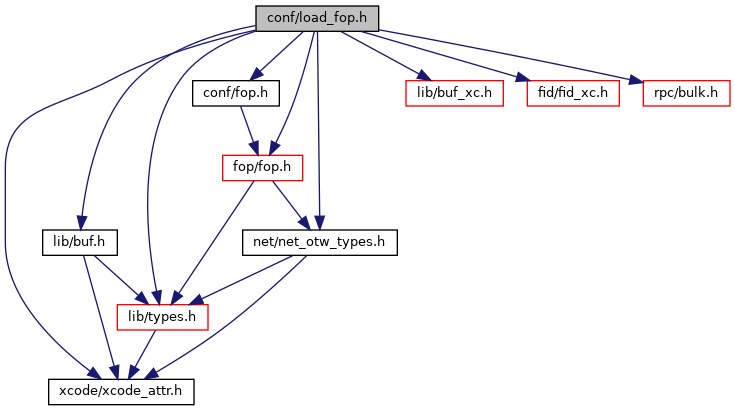 conf/load_fop.h
conf/fop.h
lib/buf_xc.h
fid/fid_xc.h
rpc/bulk.h
fop/fop.h
lib/buf.h
net/net_otw_types.h
lib/types.h
xcode/xcode_attr.h